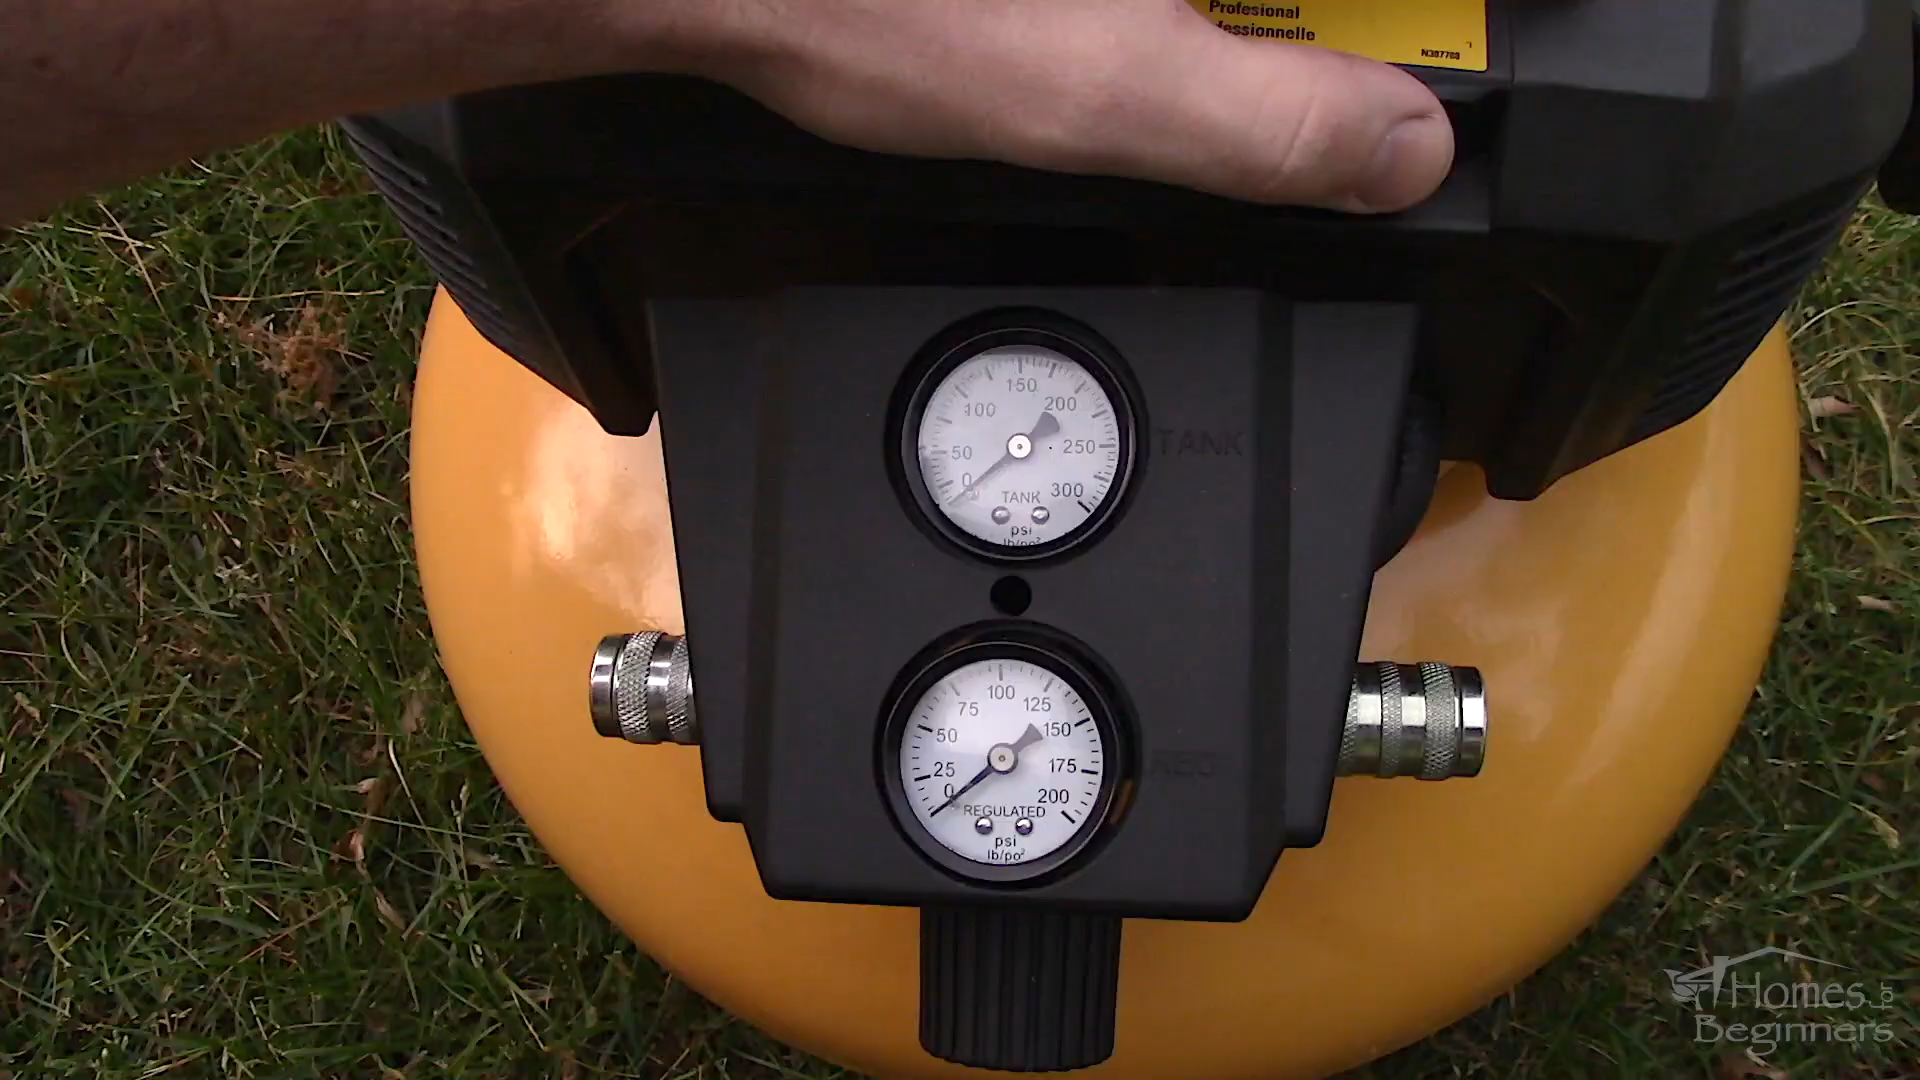 Profesional
fessionnelle
N387768
150
100
200
50
250
0
300
TANK
psi
lb/po²
TANK
100
75
125
50
150
25
175
0
200
REGULATED
psi
lb/po²
REG
Homes for
Beginners